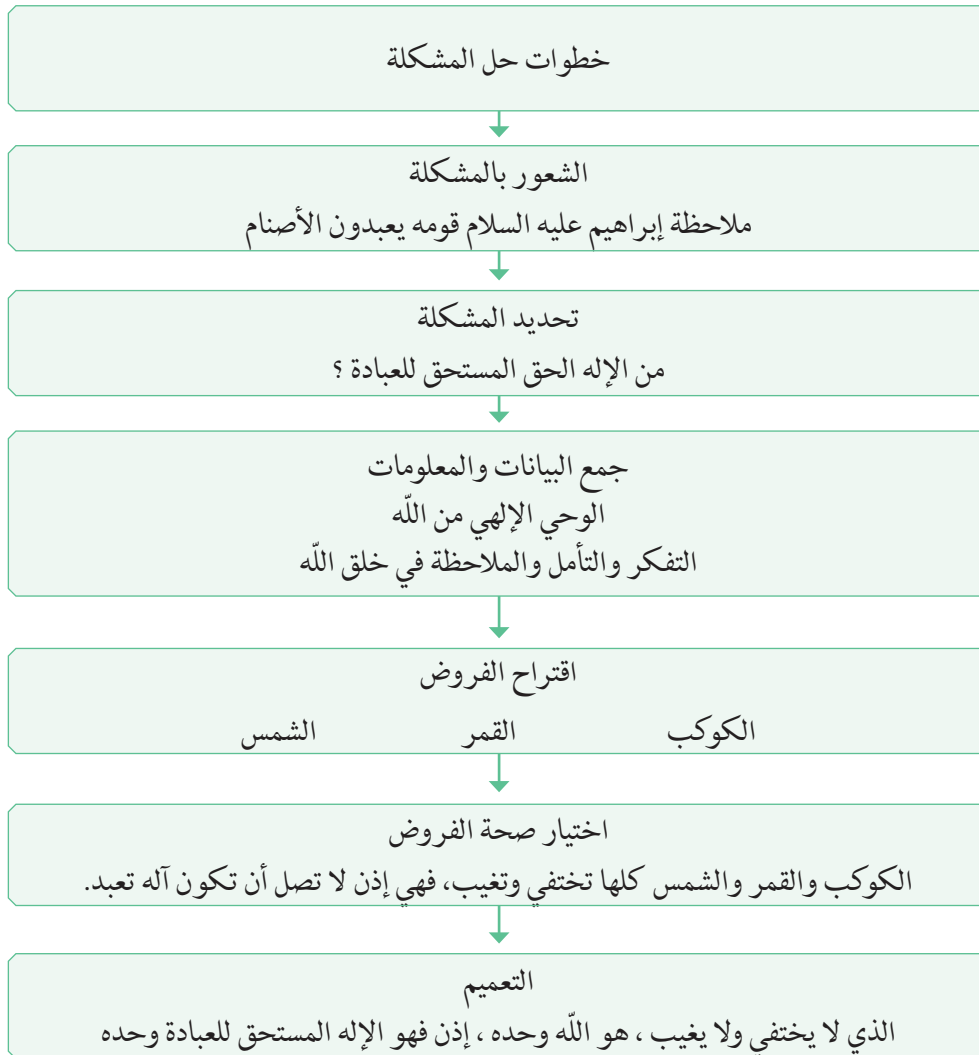 خطوات حل المشكلة
الشعور بالمشكلة
ملاحظة إبراهيم عليه السلام قومه يعبدون الأصنام
تحديد المشكلة
من الإله الحق المستحق للعبادة ؟
جمع البيانات والمعلومات
الوحي الإلهي من اللّه
التفكر والتأمل والملاحظة في خلق اللّه
اقتراح الفروض
الكوكب القمر الشمس
اختيار صحة الفروض
الكوكب والقمر والشمس كلها تختفي وتغيب، فهي إذن لا تصل أن تكون آله تعبد.
التعميم
الذي لا يختفي ولا يغيب ، هو اللّه وحده ، إذن فهو الإله المستحق للعبادة وحده